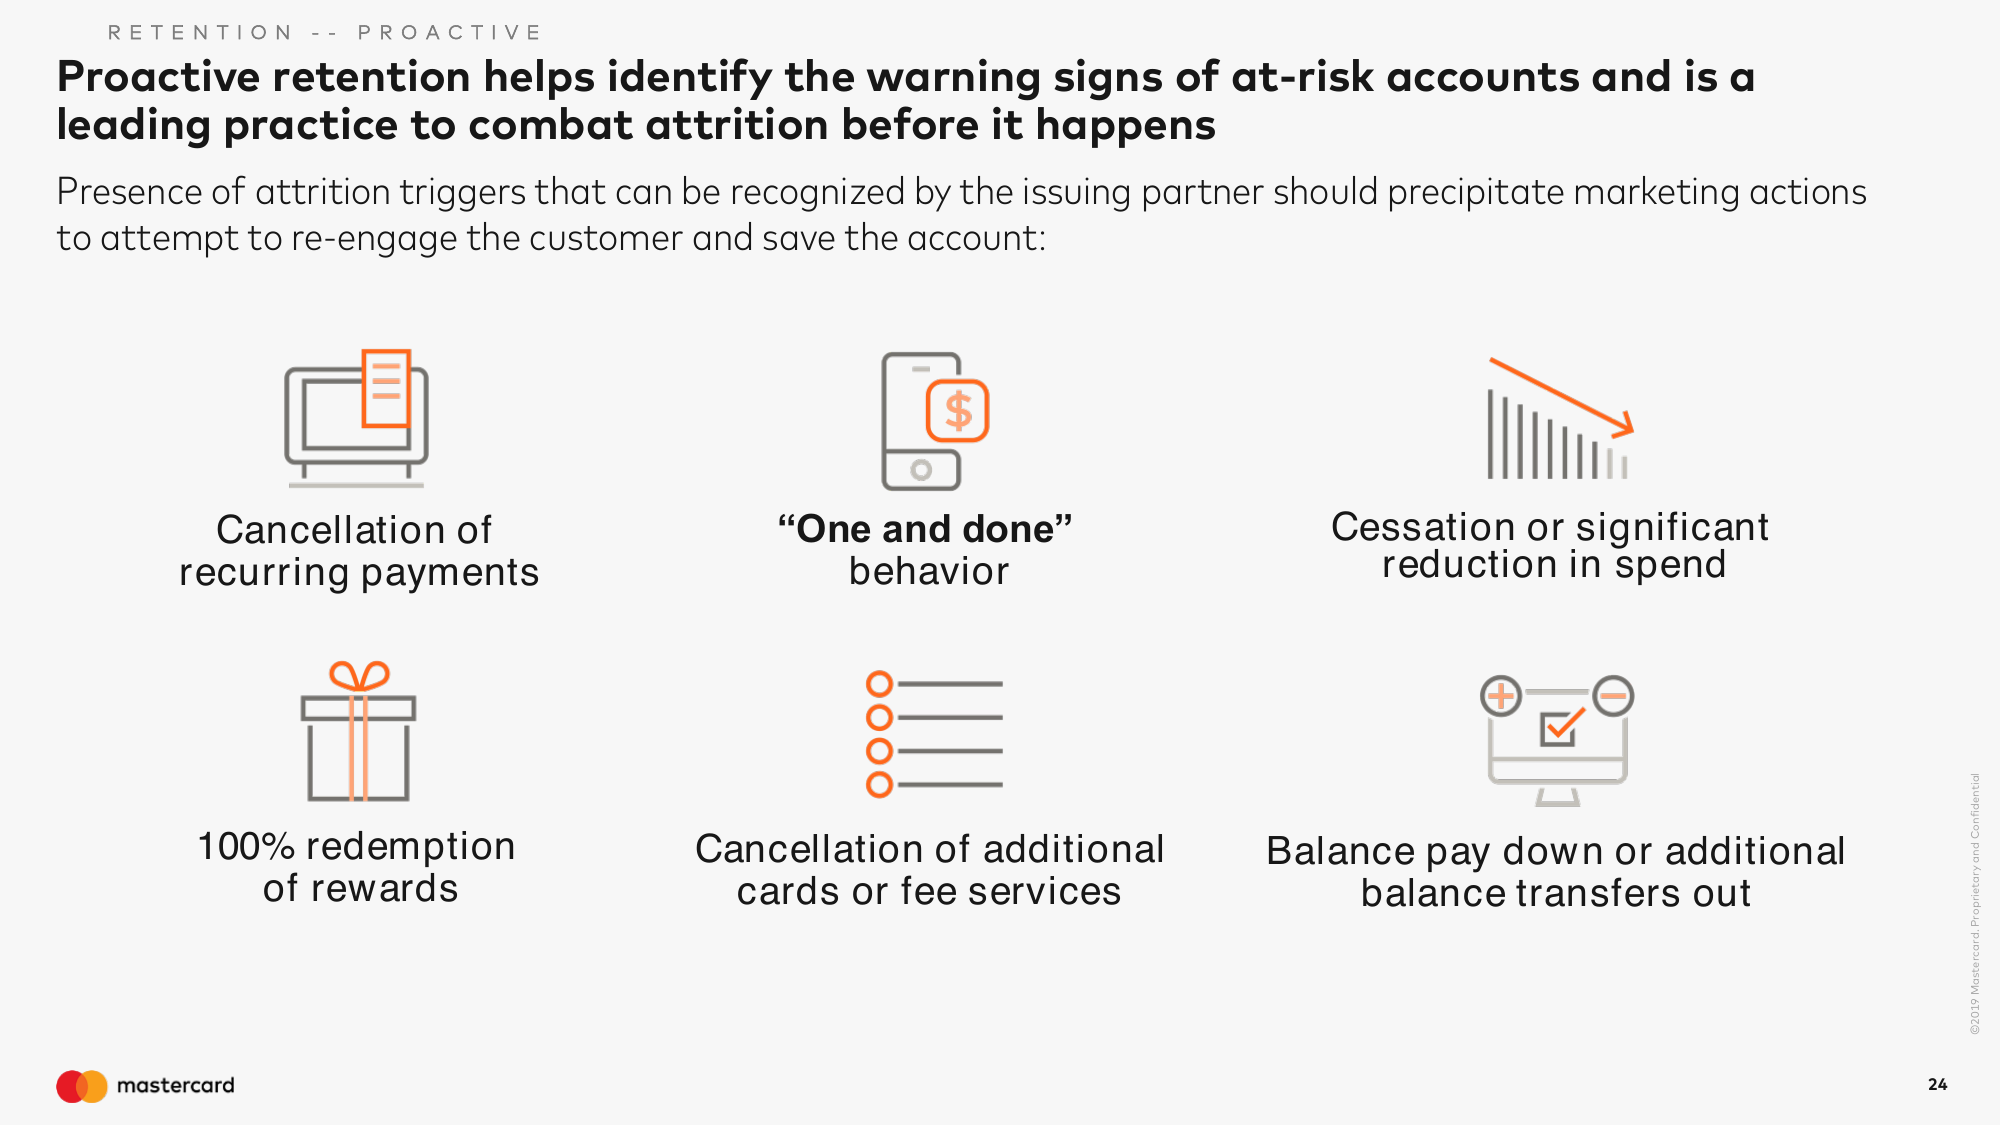 RETENTION -- PROACTIVE
Proactive retention helps identify the warning signs of at-risk accounts and is a
leading practice to combat attrition before it happens
Presence of attrition triggers that can be recognized by the issuing partner should precipitate marketing actions
to attempt to re-engage the customer and save the account:
$
Cancellation of
recurring payments
“One and done”
behavior
Cessation or significant
reduction in spend
100% redemption
of rewards
Cancellation of additional
cards or fee services
Balance pay down or additional
balance transfers out
©2019 Mastercard. Proprietary and Confidential
mastercard
24